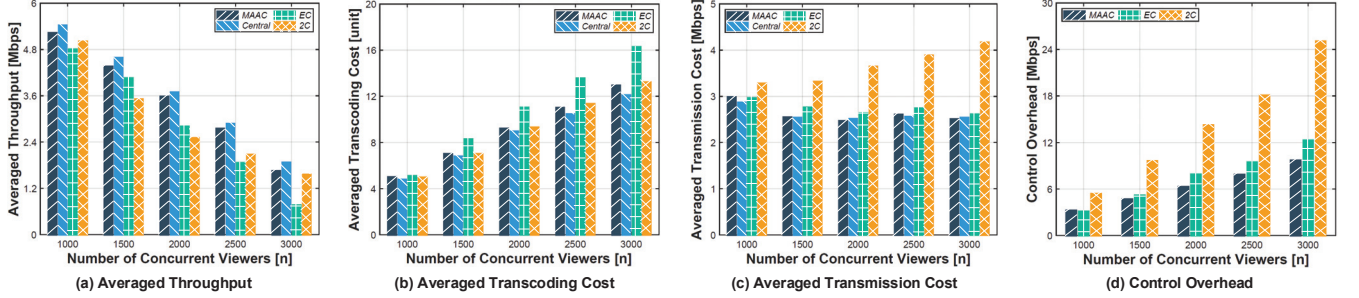 Averaged Throughput [Mbps]
6
4.8
3.6
2.4
1.2
0
MAAC EC
Central 2C
1000 1500 2000 2500 3000
Number of Concurrent Viewers [n]
(a) Averaged Throughput
Averaged Transcoding Cost [unit]
20
16
12
8
4
0
MAAC EC
Central 2C
1000 1500 2000 2500 3000
Number of Concurrent Viewers [n]
(b) Averaged Transcoding Cost
Averaged Transmission Cost [Mbps]
5
4
3
2
1
0
MAAC EC
Central 2C
1000 1500 2000 2500 3000
Number of Concurrent Viewers [n]
(c) Averaged Transmission Cost
Control Overhead [Mbps]
30
24
18
12
6
0
MAAC EC 2C
1000 1500 2000 2500 3000
Number of Concurrent Viewers [n]
(d) Control Overhead